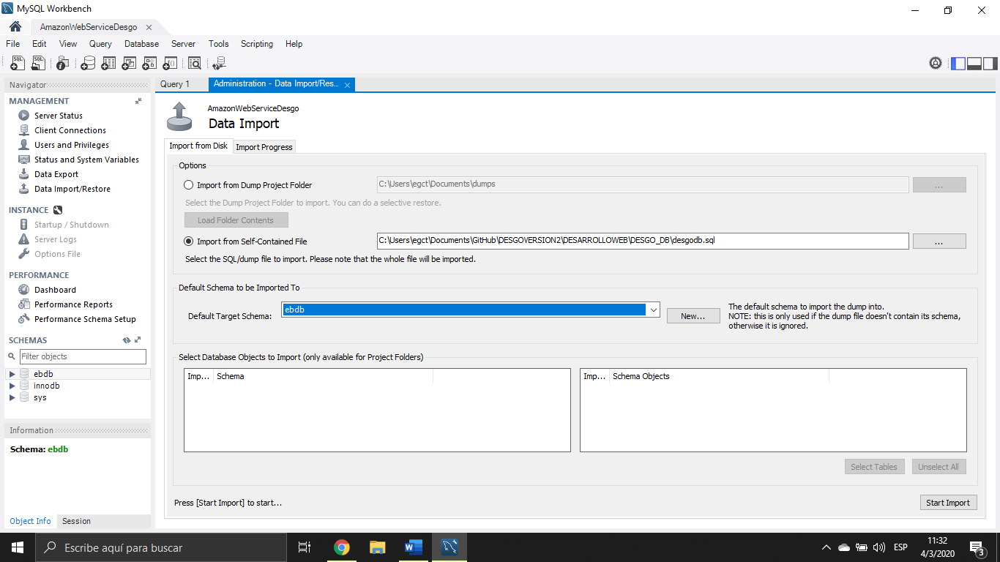 MySQL Workbench
AmazonWebServiceDesgo
File Edit View Query Database Server Tools Scripting Help
Navigator
MANAGEMENT
Server Status
Client Connections
Users and Privileges
Status and System Variables
Data Export
Data Import/Restore
INSTANCE
Startup / Shutdown
Server Logs
Options File
PERFORMANCE
Dashboard
Performance Reports
Performance Schema Setup
SCHEMAS
Filter objects
ebdb
innodb
sys
Information
Schema: ebdb
Object Info Session
Query 1 Administration - Data Import/Res...
AmazonWebServiceDesgo
Data Import
Import from Disk Import Progress
Options
Import from Dump Project Folder C:\Users\egct\Documents\dumps ...
Select the Dump Project Folder to import. You can do a selective restore.
Load Folder Contents
Import from Self-Contained File C:\Users\egct\Documents\GitHub\DESGOVERSION2\DESARROLLOWEB\DESGO_DB\desgodb.sql ...
Select the SQL/dump file to import. Please note that the whole file will be imported.
Default Schema to be Imported To
Default Target Schema: ebdb New...
The default schema to import the dump into.
NOTE: this is only used if the dump file doesn't contain its schema,
otherwise it is ignored.
Select Database Objects to Import (only available for Project Folders)
Imp... Schema Imp... Schema Objects
Select Tables Unselect All
Press [Start Import] to start... Start Import
Escribe aquí para buscar
ESP
11:32
4/3/2020
3